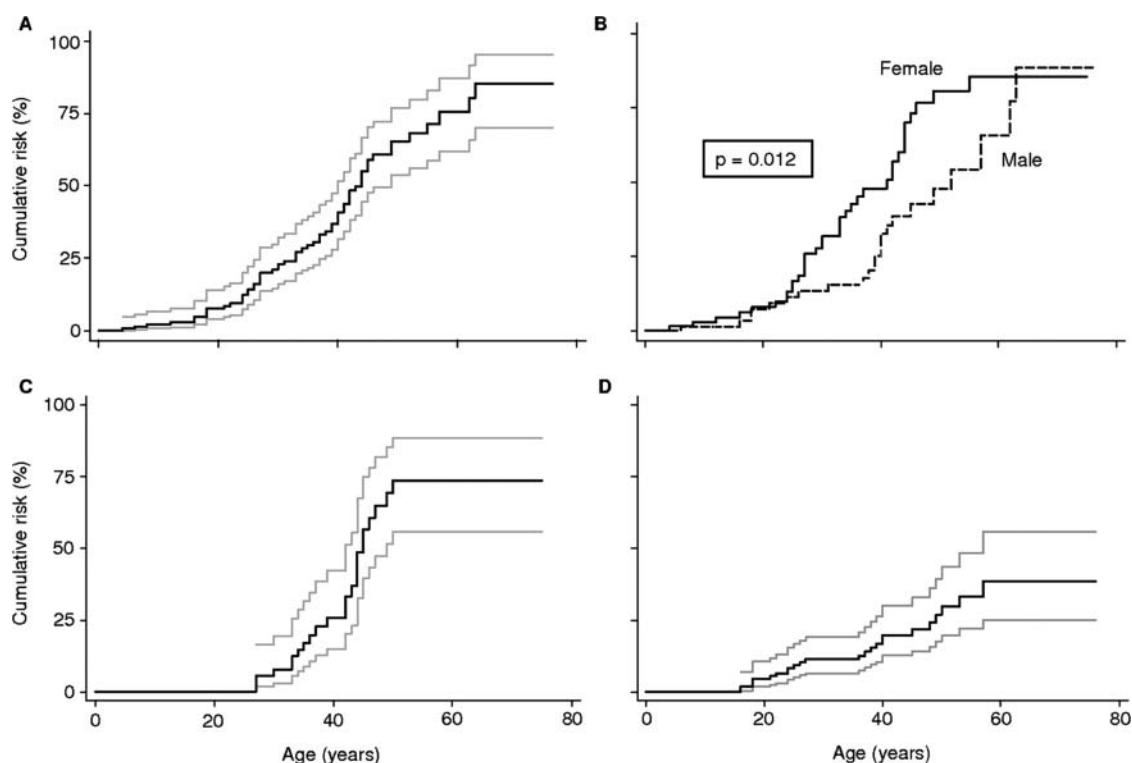 A
B
100
75
50
25
0
Cumulative risk (%)
Female
Male
p = 0.012
C
D
100
75
50
25
0
Cumulative risk (%)
0 20 40 60 80
0 20 40 60 80
Age (years)
Age (years)